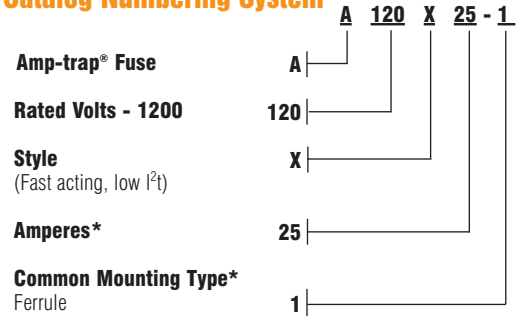 Catalog Numbering System
A 120 X 25 - 1
Amp-trap® Fuse A
Rated Volts - 1200 120
Style X
(Fast acting, low I²t)
Amperes* 25
Common Mounting Type*
Ferrule 1